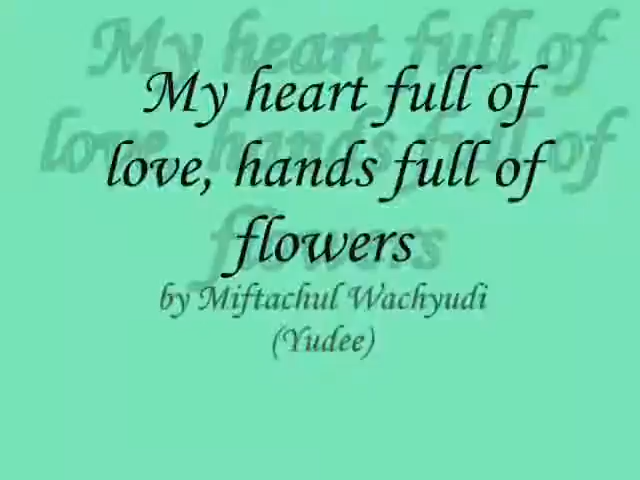 My heart full of
love, hands full of
flowers
by Miftachul Wachyudi
(Yudee)